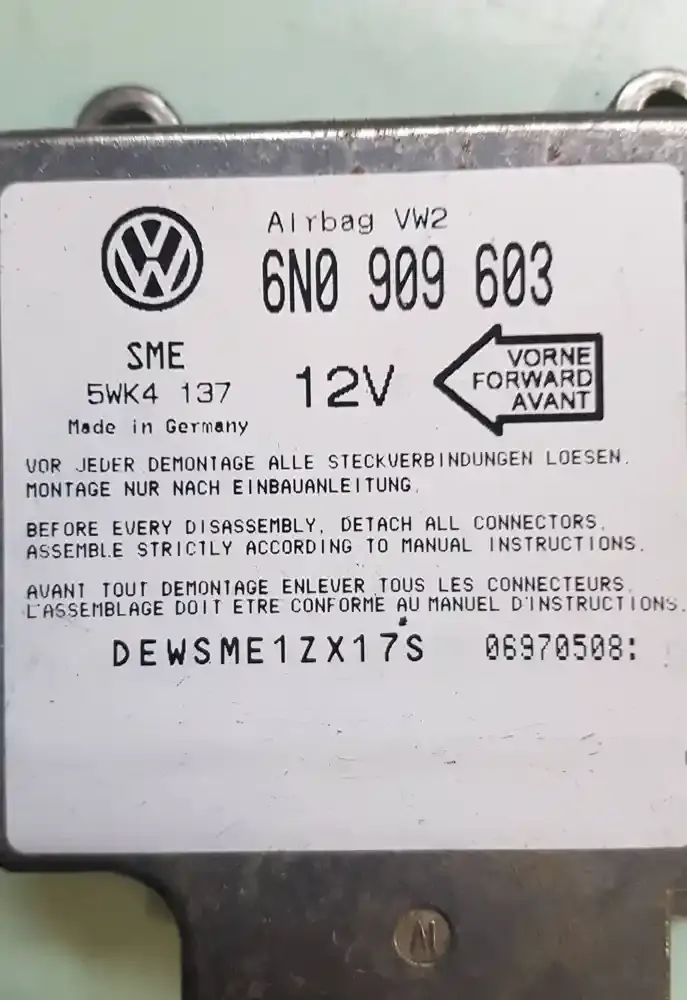 Airbag VW2
6N0 909 603
SME
5WK4 137
Made in Germany
12V
VORNE
FORWARD
AVANT
VOR JEDER DEMONTAGE ALLE STECKVERBINDUNGEN LOESEN.
MONTAGE NUR NACH EINBAUANLEITUNG.
BEFORE EVERY DISASSEMBLY, DETACH ALL CONNECTORS.
ASSEMBLE STRICTLY ACCORDING TO MANUAL INSTRUCTIONS.
AVANT TOUT DEMONTAGE ENLEVER TOUS LES CONNECTEURS.
L'ASSEMBLAGE DOIT ETRE CONFORME AU MANUEL D'INSTRUCTIONS.
DEWSME1ZX17S 06970508: